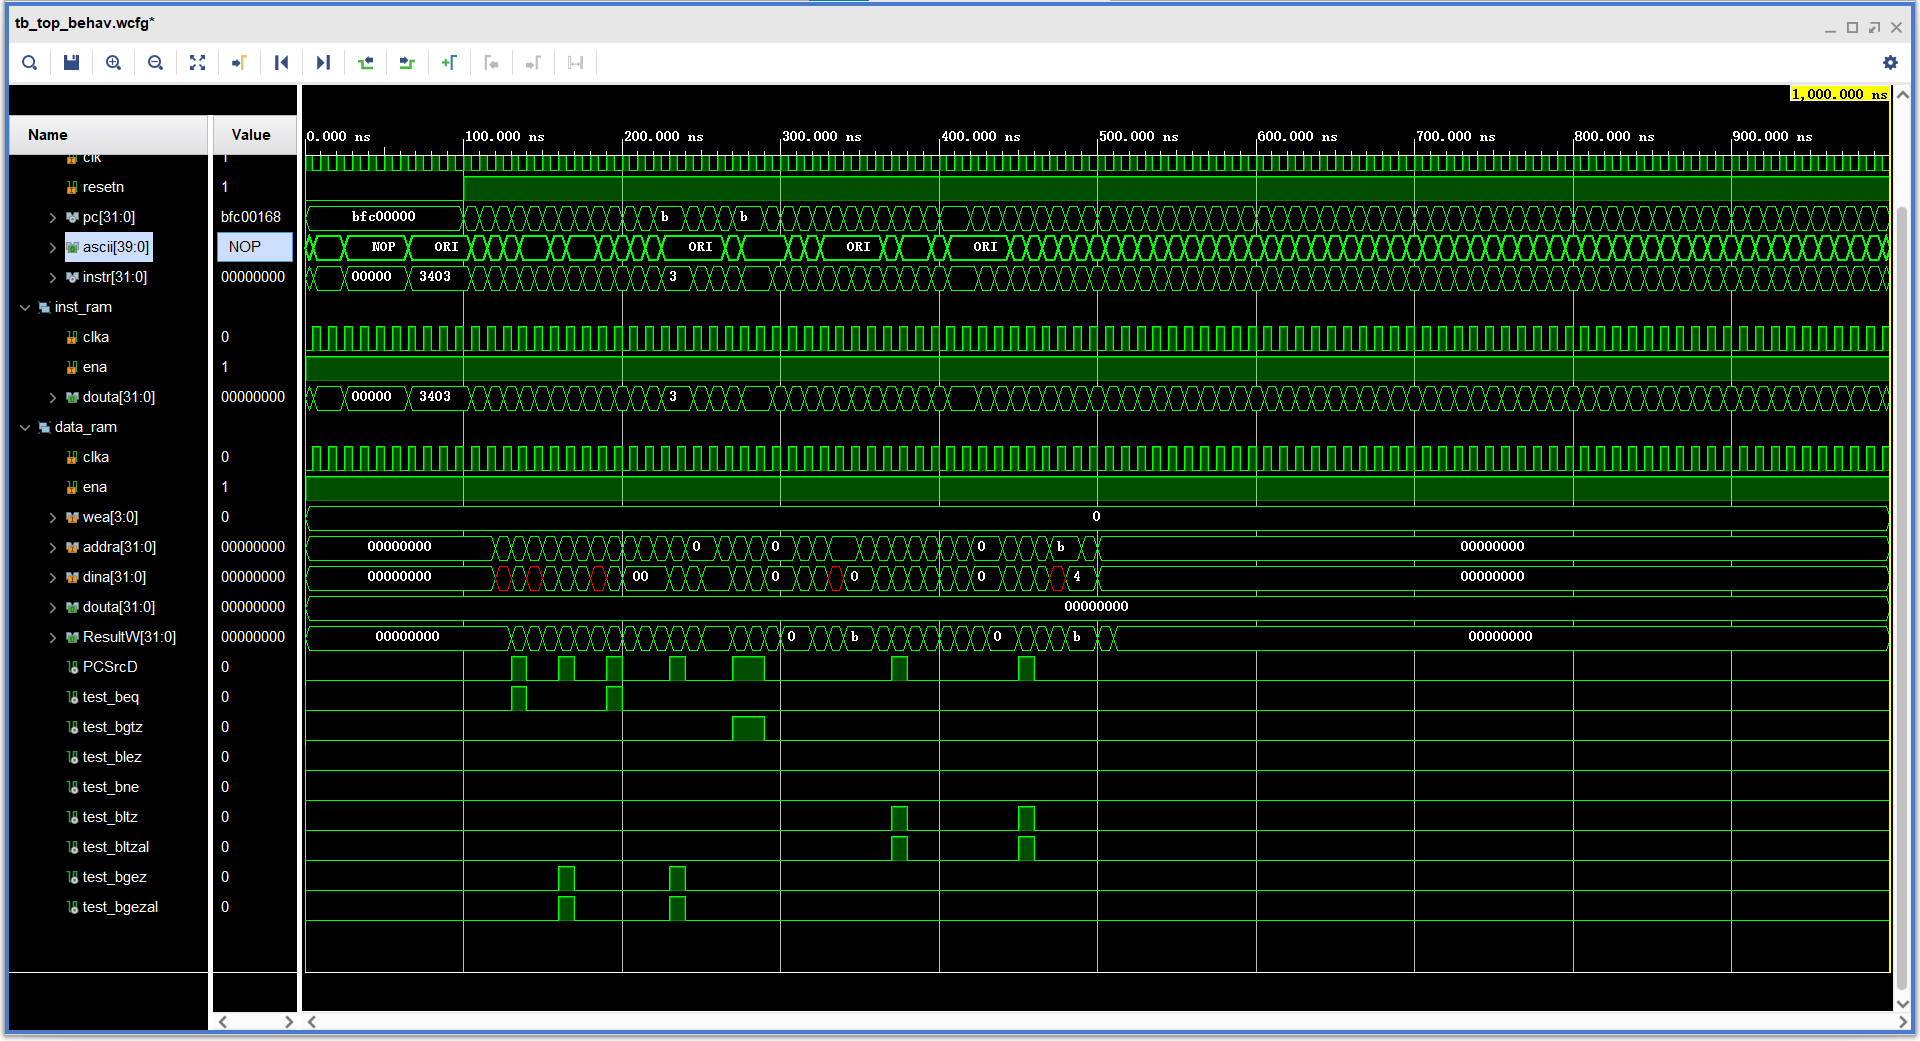 tb_top_behav.wcfg*
1,000.000 ns
Name Value 0.000 ns 100.000 ns 200.000 ns 300.000 ns 400.000 ns 500.000 ns 600.000 ns 700.000 ns 800.000 ns 900.000 ns
clk 1
resetn 1
pc[31:0] bfc00168 bfc00000 b b
ascii[39:0] NOP NOP ORI ORI ORI ORI
instr[31:0] 00000000 00000 3403 3
inst_ram
clka 0
ena 1
douta[31:0] 00000000 00000 3403 3
data_ram
clka 0
ena 1
wea[3:0] 0 0
addra[31:0] 00000000 00000000 0 0 0 b 00000000
dina[31:0] 00000000 00000000 00 0 0 0 4 00000000
douta[31:0] 00000000 00000000
ResultW[31:0] 00000000 00000000 0 b 0 b 00000000
PCSrcD 0
test_beq 0
test_bgtz 0
test_blez 0
test_bne 0
test_bltz 0
test_bltzal 0
test_bgez 0
test_bgezal 0